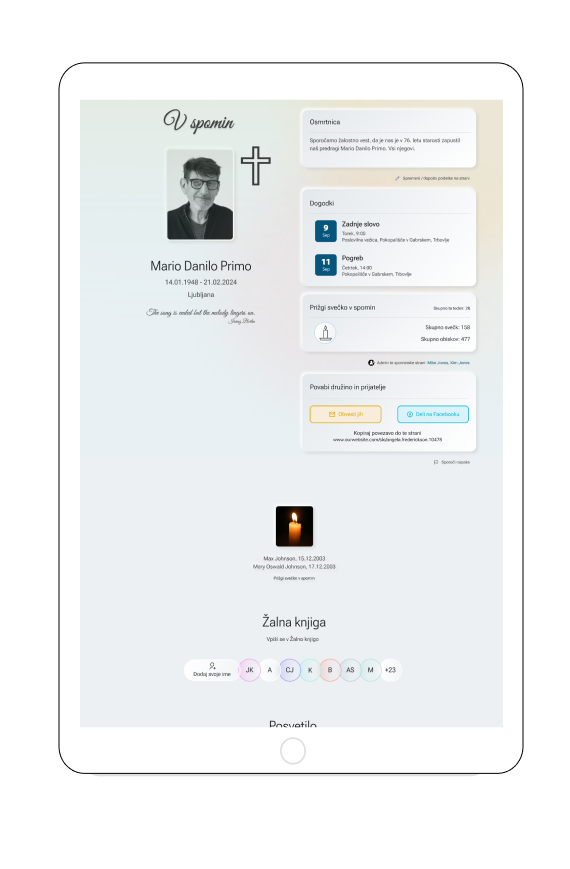 V spomin
Mario Danilo Primo
14.01.1948 - 21.02.2024
Ljubljana
The song is ended but the melody lingers on.
Irving Berlin
Osmrtnica
Sporočamo žalostno vest, da je nas je v 76. letu starosti zapustil
naš predragi Mario Danilo Primo. Vsi njegovi.
Spremeni / dopolni podatke na strani
Dogodki
9
Sep
Zadnje slovo
Torek, 9:00
Poslovilna vežica, Pokopališče v Gabrskem, Trbovlje
11
Sep
Pogreb
Četrtek, 14:00
Pokopališče v Gabrskem, Trbovlje
Prižgi svečko v spomin
Skupno ta teden: 28
Skupno svečk: 158
Skupno obiskov: 477
Admin te spominske strani: Mike Jones, Kim Jones
Povabi družino in prijatelje
Obvesti jih
Deli na Facebooku
Kopiraj povezavo do te strani
www.ourwebsite.com/sk/angela-frederickson-10478
Sporoči napako
Max Johnson, 15.12.2003
Mary Oswald Johnson, 17.12.2003
Prižgi svečke v spomin
Žalna knjiga
Vpiši se v Žalno knjigo
Dodaj svoje ime
JK A CJ K B AS M +23
Posvetilo